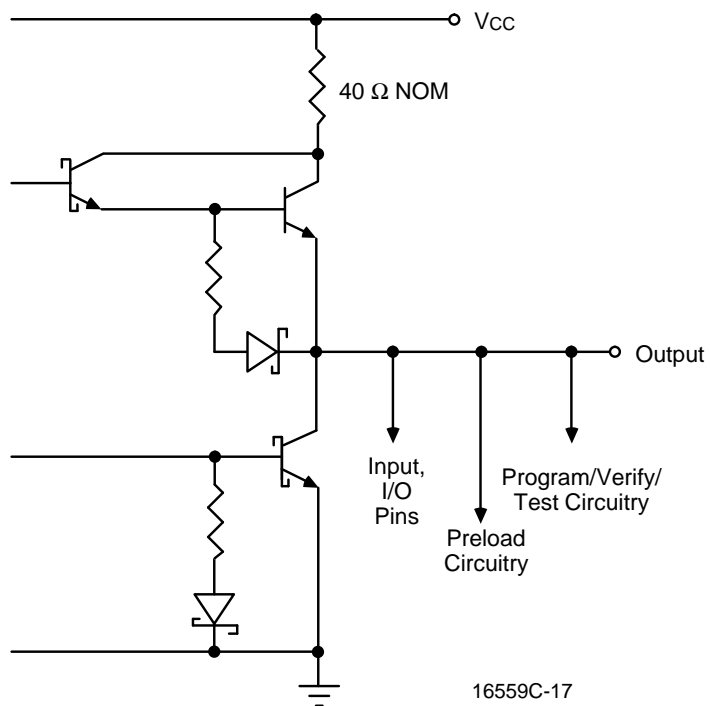 VCC
40 Ω NOM
Output
Input,
I/O
Pins
Program/Verify/
Test Circuitry
Preload
Circuitry
16559C-17